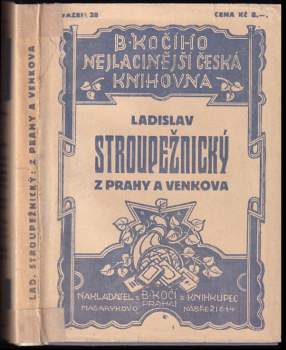 LAD. STROUPEŽNICKÝ: Z PRAHY A VENKOVA
SVAZEK 28
CENA KČ 8.—.
B·KOČÍHO
NEJLACINĚJŠÍ ČESKÁ
KNIHOVNA
LADISLAV
STROUPEŽNICKÝ
Z PRAHY A VENKOVA
NAKLADATEL B·KOČÍ KNIHKUPEC
PRAHA I
MASARYKOVO NÁBŘEŽÍ 14